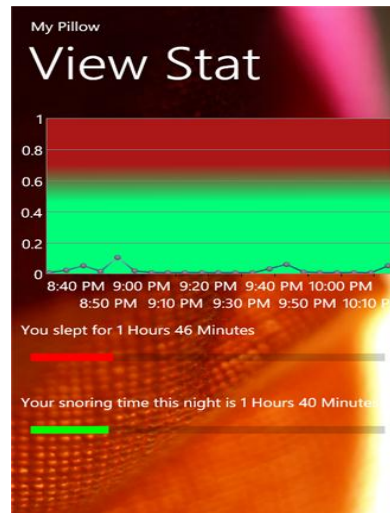 My Pillow
View Stat
1
0.8
0.6
0.4
0.2
0
8:40 PM 9:00 PM 9:20 PM 9:40 PM 10:00 PM
8:50 PM 9:10 PM 9:30 PM 9:50 PM 10:10
You slept for 1 Hours 46 Minutes
Your snoring time this night is 1 Hours 40 Minute